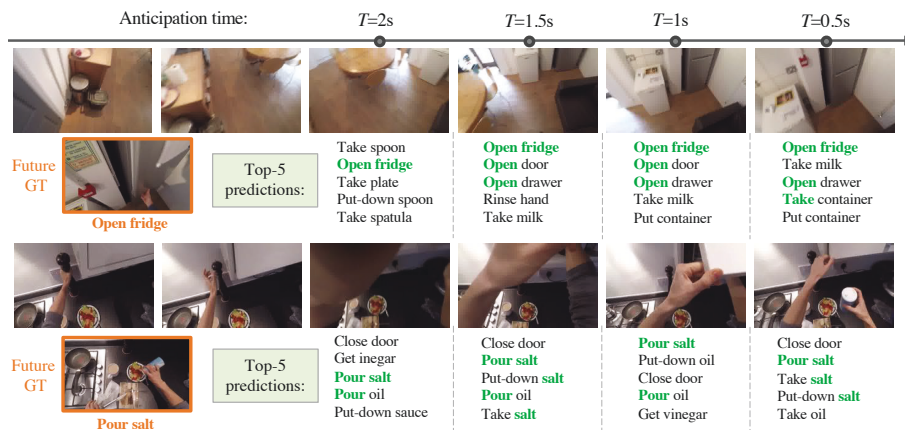 Anticipation time: T=2s T=1.5s T=1s T=0.5s
Future
GT
Open fridge
Top-5
predictions:
Take spoon
Open fridge
Take plate
Put-down spoon
Take spatula
Open fridge
Open door
Open drawer
Rinse hand
Take milk
Open fridge
Open door
Open drawer
Take milk
Put container
Open fridge
Take milk
Open drawer
Take container
Put container
Future
GT
Pour salt
Top-5
predictions:
Close door
Get inegar
Pour salt
Pour oil
Put-down sauce
Close door
Pour salt
Put-down salt
Pour oil
Take salt
Pour salt
Put-down oil
Close door
Pour oil
Get vinegar
Close door
Pour salt
Take salt
Put-down salt
Take oil